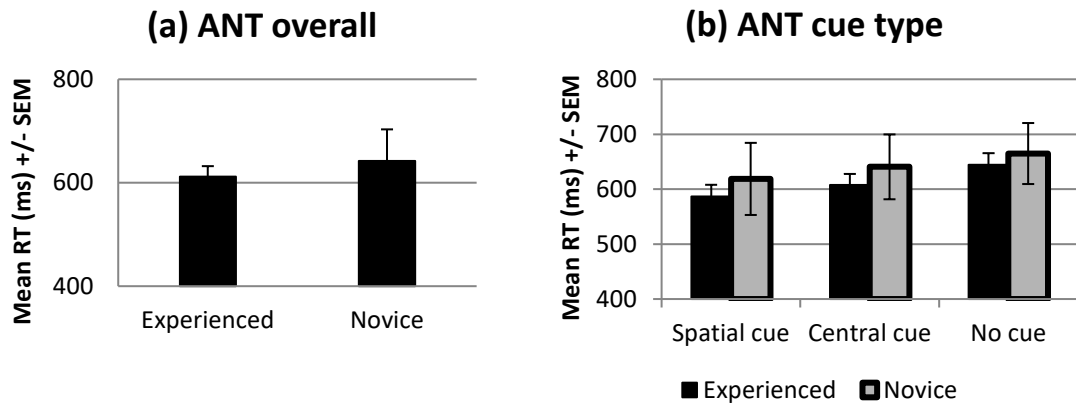 (a) ANT overall
Mean RT (ms) +/- SEM
800
600
400
Experienced Novice
(b) ANT cue type
Mean RT (ms) +/- SEM
800
700
600
500
400
Spatial cue Central cue No cue
Experienced Novice